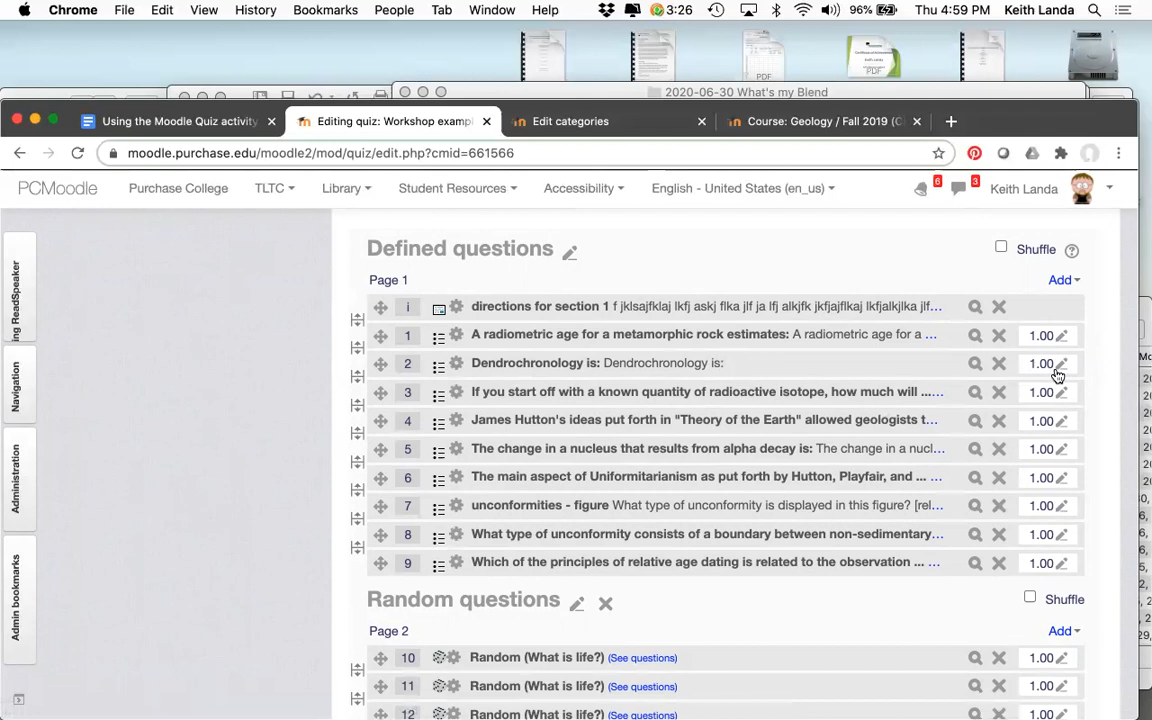 Chrome File Edit View History Bookmarks People Tab Window Help 3:26 96% Thu 4:59 PM Keith Landa
PDF
PDF
2020-06-30 What's my Blend
Using the Moodle Quiz activity
Editing quiz: Workshop exampl
Edit categories
Course: Geology / Fall 2019 (C
moodle.purchase.edu/moodle2/mod/quiz/edit.php?cmid=661566
PCMoodle Purchase College TLTC Library Student Resources Accessibility English - United States (en_us) 6 3 Keith Landa
ing ReadSpeaker
Navigation
Administration
Admin bookmarks
Defined questions Shuffle ?
Page 1 Add
i directions for section 1 f jklsajfklaj lkfj askj flka jlf ja lfj alkjfk jkfjajflkaj lkfjalkjlka jlf...
1 A radiometric age for a metamorphic rock estimates: A radiometric age for a ... 1.00
2 Dendrochronology is: Dendrochronology is: 1.00
3 If you start off with a known quantity of radioactive isotope, how much will ...... 1.00
4 James Hutton's ideas put forth in "Theory of the Earth" allowed geologists t... 1.00
5 The change in a nucleus that results from alpha decay is: The change in a nucl... 1.00
6 The main aspect of Uniformitarianism as put forth by Hutton, Playfair, and ... ... 1.00
7 unconformities - figure What type of unconformity is displayed in this figure? [rel... 1.00
8 What type of unconformity consists of a boundary between non-sedimentary... 1.00
9 Which of the principles of relative age dating is related to the observation ... ... 1.00
Random questions Shuffle
Page 2 Add
10 Random (What is life?) (See questions) 1.00
11 Random (What is life?) (See questions) 1.00
12 Random (What is life?) (See questions) 1.00